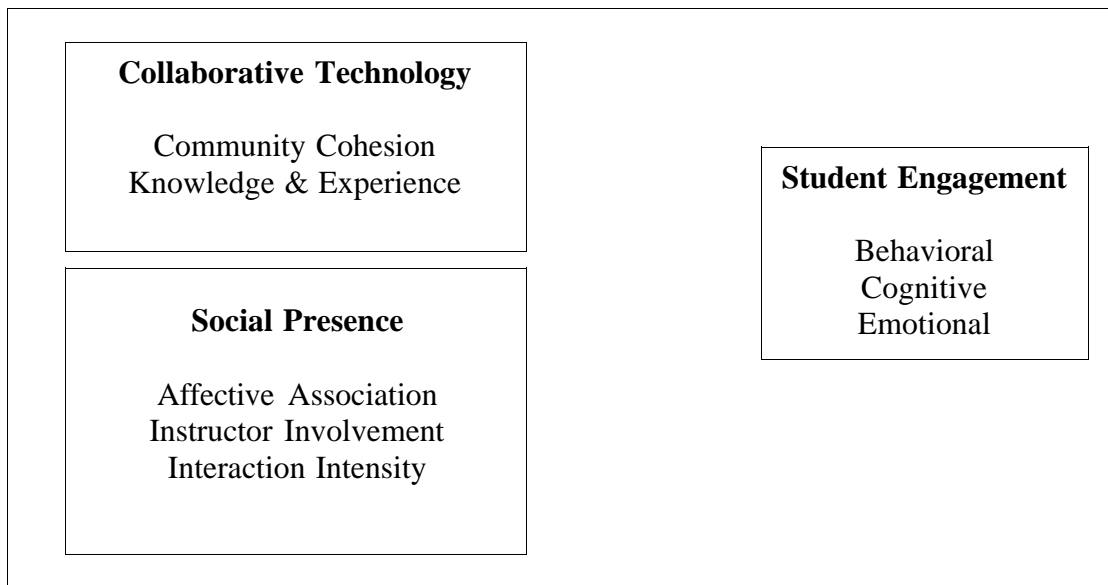 Collaborative Technology
Community Cohesion
Knowledge & Experience
Social Presence
Affective Association
Instructor Involvement
Interaction Intensity
Student Engagement
Behavioral
Cognitive
Emotional